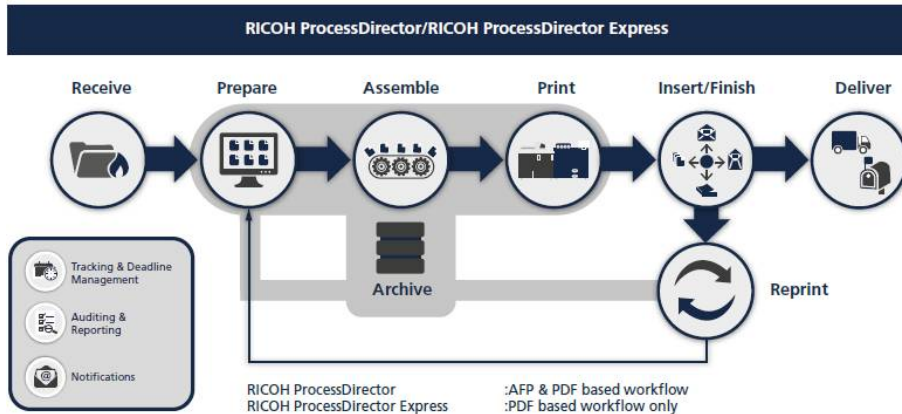 RICOH ProcessDirector/RICOH ProcessDirector Express
Receive
Prepare
Assemble
Print
Insert/Finish
Deliver
Tracking & Deadline
Management
Auditing &
Reporting
Notifications
Archive
Reprint
RICOH ProcessDirector :AFP & PDF based workflow
RICOH ProcessDirector Express :PDF based workflow only